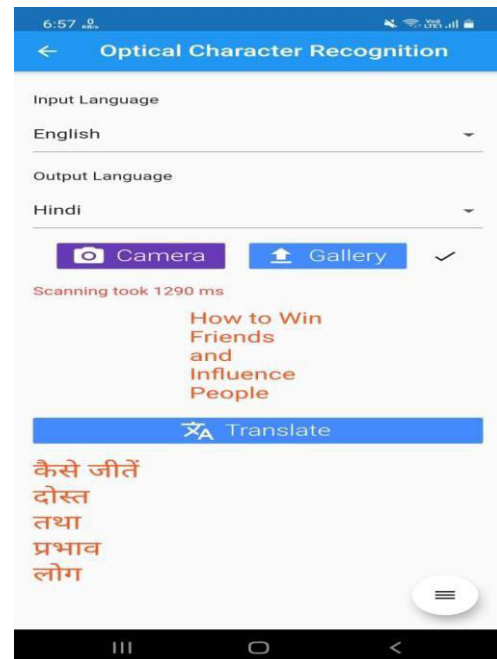 6:57
Optical Character Recognition
Input Language
English
Output Language
Hindi
Camera
Gallery
Scanning took 1290 ms
How to Win
Friends
and
Influence
People
Translate
कैसे जीतें
दोस्त
तथा
प्रभाव
लोग